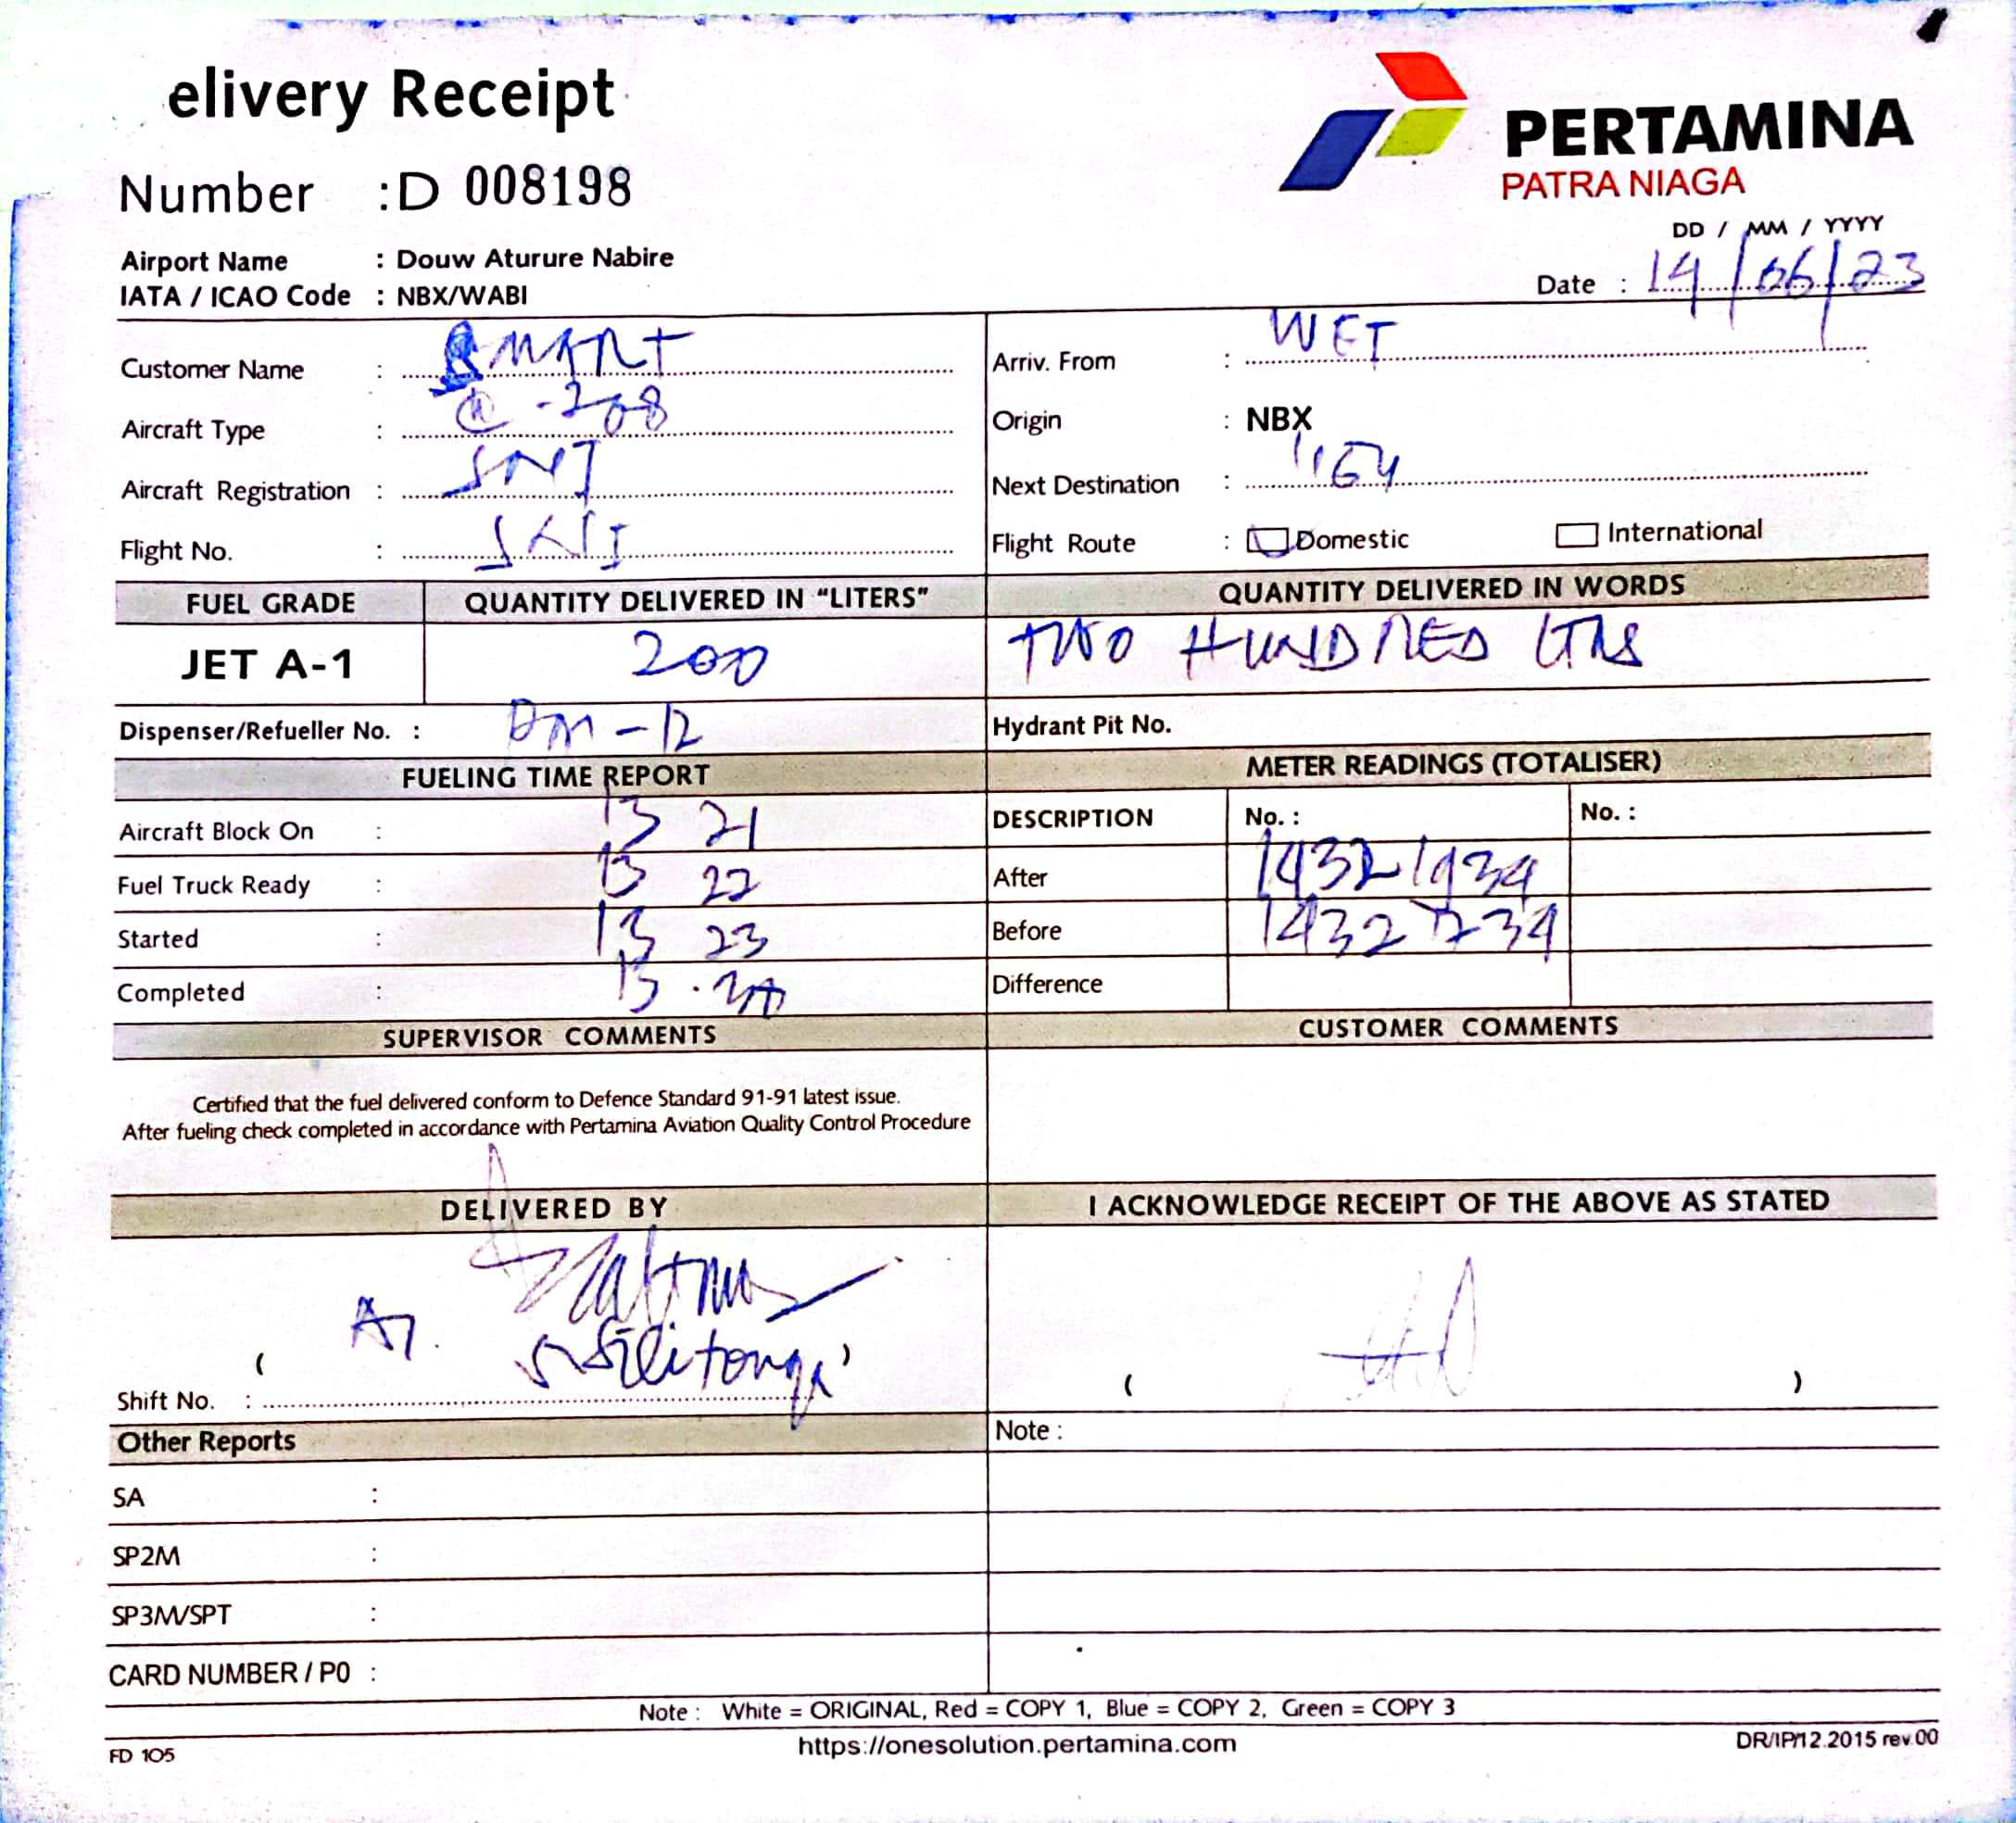 elivery Receipt
PERTAMINA
PATRA NIAGA
Number :D 008198
DD / MM / YYYY
Airport Name : Douw Aturure Nabire
Date : 14/06/23
IATA / ICAO Code : NBX/WABI
Customer Name : SMART
Arriv. From : WET
Aircraft Type : -208
Origin : NBX
Aircraft Registration : SNJ
Next Destination :
Flight No. : SNJ
Flight Route : Domestic International
FUEL GRADE QUANTITY DELIVERED IN “LITERS” QUANTITY DELIVERED IN WORDS
JET A-1 200 TWO HUNDRED LTRS
Dispenser/Refueller No. : -12
Hydrant Pit No.
FUELING TIME REPORT METER READINGS (TOTALISER)
Aircraft Block On : 13 21
DESCRIPTION No. : No. :
Fuel Truck Ready : 13 22
After 14321934
Started : 13 23
Before
Completed : 13
Difference
SUPERVISOR COMMENTS CUSTOMER COMMENTS
Certified that the fuel delivered conform to Defence Standard 91-91 latest issue.
After fueling check completed in accordance with Pertamina Aviation Quality Control Procedure
DELIVERED BY I ACKNOWLEDGE RECEIPT OF THE ABOVE AS STATED
( )
( )
Shift No. :
Other Reports
Note :
SA :
SP2M :
SP3M/SPT :
CARD NUMBER / P0 :
Note : White = ORIGINAL, Red = COPY 1, Blue = COPY 2, Green = COPY 3
FD 105 https://onesolution.pertamina.com DR/IP/12.2015 rev.00